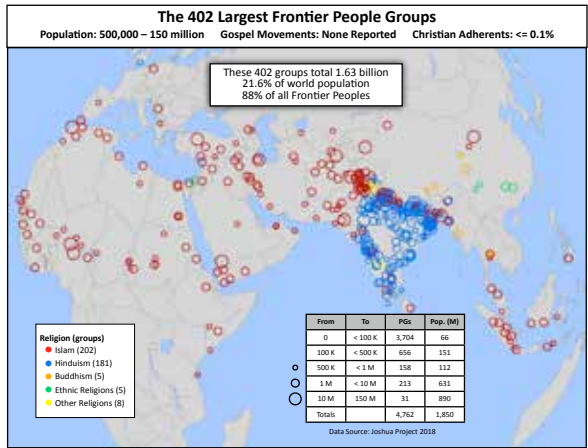 The 402 Largest Frontier People Groups
Population: 500,000 – 150 million Gospel Movements: None Reported Christian Adherents: <= 0.1%
These 402 groups total 1.63 billion
21.6% of world population
88% of all Frontier Peoples
Religion (groups)
Islam (202)
Hinduism (181)
Buddhism (5)
Ethnic Religions (5)
Other Religions (8)
From To PGs Pop. (M)
0 < 100 K 3,704 66
100 K < 500 K 656 151
500 K < 1 M 158 112
1 M < 10 M 213 631
10 M 150 M 31 890
Totals 4,762 1,850
Data Source: Joshua Project 2018